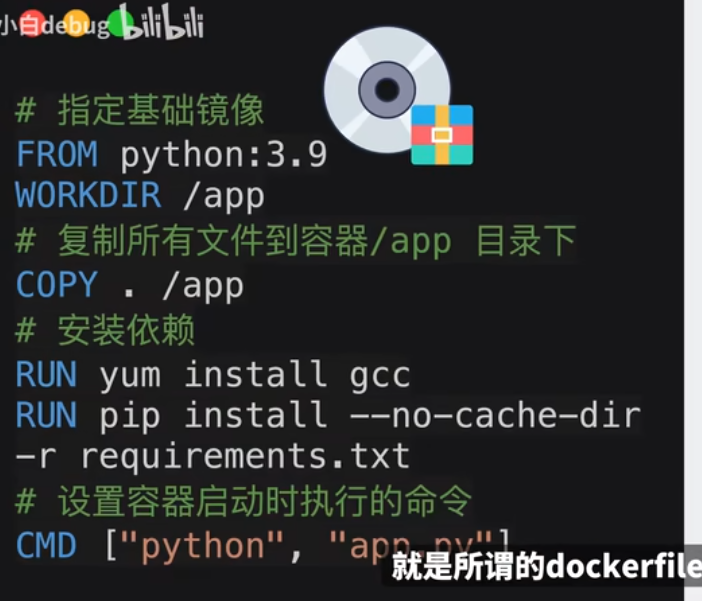 小白debug bilibili
# 指定基础镜像
FROM python:3.9
WORKDIR /app
# 复制所有文件到容器/app 目录下
COPY . /app
# 安装依赖
RUN yum install gcc
RUN pip install --no-cache-dir
-r requirements.txt
# 设置容器启动时执行的命令
CMD ["python", "app.py"]
就是所谓的dockerfile